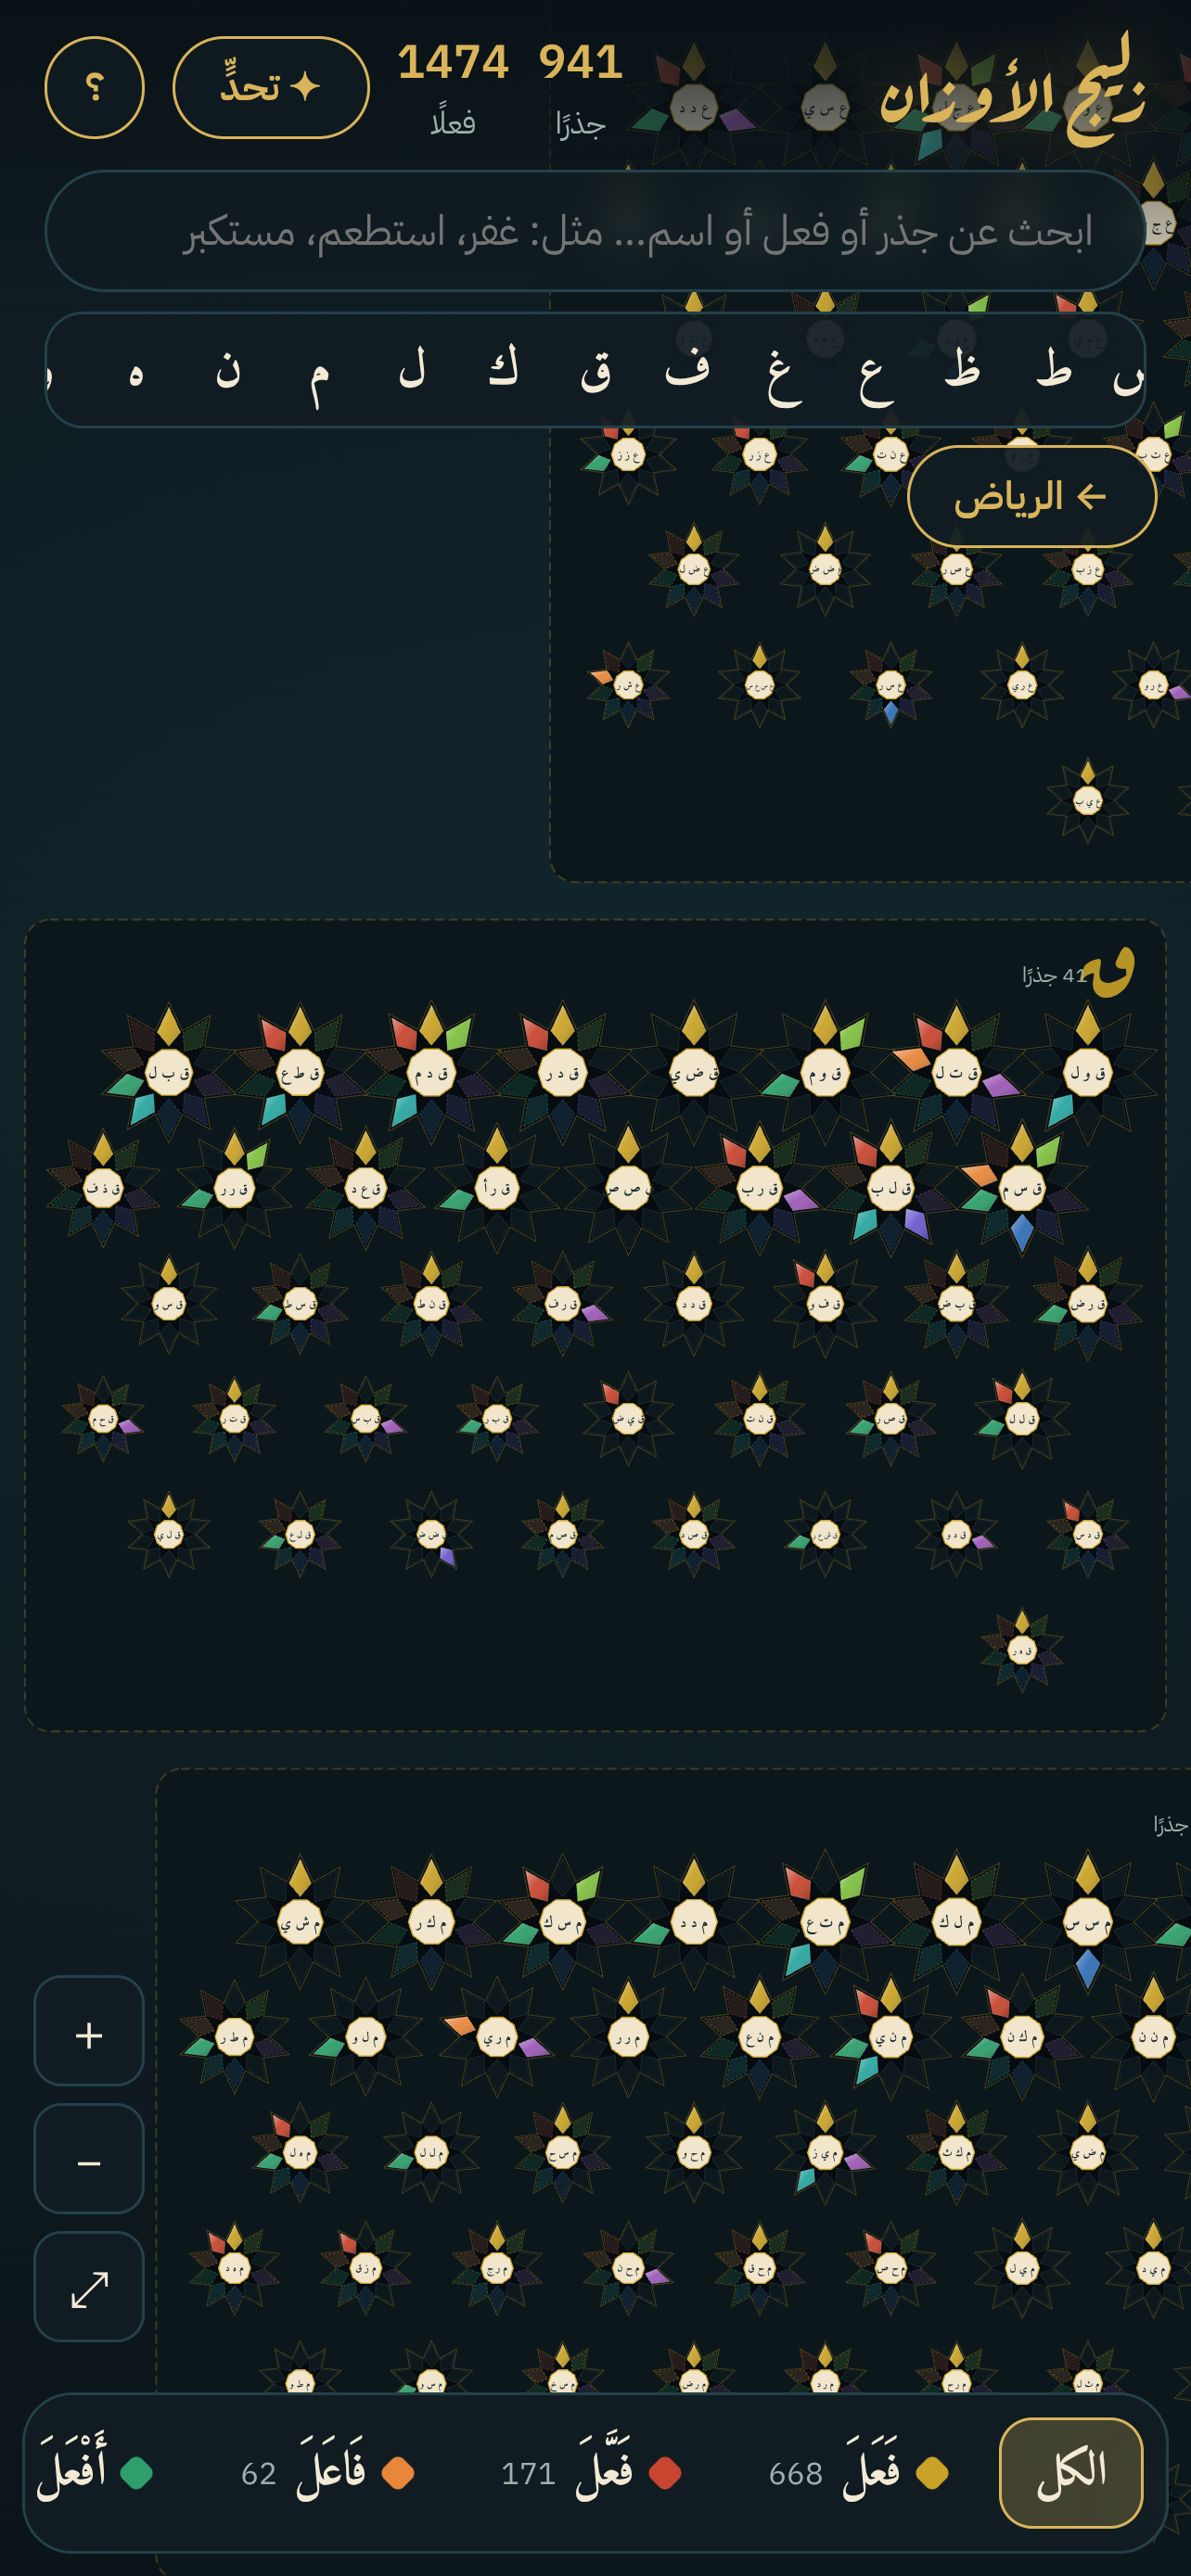 زليج الأوزان
941 جذرًا
1474 فعلًا
✦ تحدٍّ
؟
ابحث عن جذر أو فعل أو اسم... مثل: غفر، استطعم، مستكبر
ط ظ ع غ ف ق ك ل م ن ه و
← الرياض
ع د د
ع س ي
ع ز ز
ع ز ر
ع ن ت
ع ض ل
ع ض ض
ع ص ر
ع ز ب
ع ش ر
ع س ع س
ع س ر
ع ر ي
ع ر و
ع ي ب
ق
41 جذرًا
ق و ل
ق ت ل
ق و م
ق ض ي
ق د ر
ق د م
ق ط ع
ق ب ل
ق س م
ق ل ب
ق ر ب
ق ص ص
ق ر أ
ق ع د
ق ر ر
ق ذ ف
ق ر ض
ق ب ض
ق ف و
ق د د
ق ر ف
ق ن ط
ق س ط
ق س و
ق ل ل
ق ص ر
ق ن ت
ق ي ض
ق ب ر
ق ب س
ق ت ر
ق ح م
ق د س
ق د و
ق ش ع ر
ق ص د
ق ص م
ق ض ض
ق ل ع
ق ل ي
ق ه ر
جذرًا
م س س
م ل ك
م ت ع
م د د
م س ك
م ك ر
م ش ي
م ن ن
م ك ن
م ن ي
م ن ع
م ر ر
م ر ي
م ل و
م ط ر
م ض ي
م ك ث
م ي ز
م ح و
م س ح
م ل ل
م ه ل
م ي د
م ي ل
م ح ص
م ح ق
م ح ن
م ر ج
م ز ق
م ه د
م ث ل
م ر ح
م ر د
م ر ض
م س خ
م س و
م ط و
+
−
الكل
فَعَلَ 668
فَعَّلَ 171
فَاعَلَ 62
أَفْعَلَ